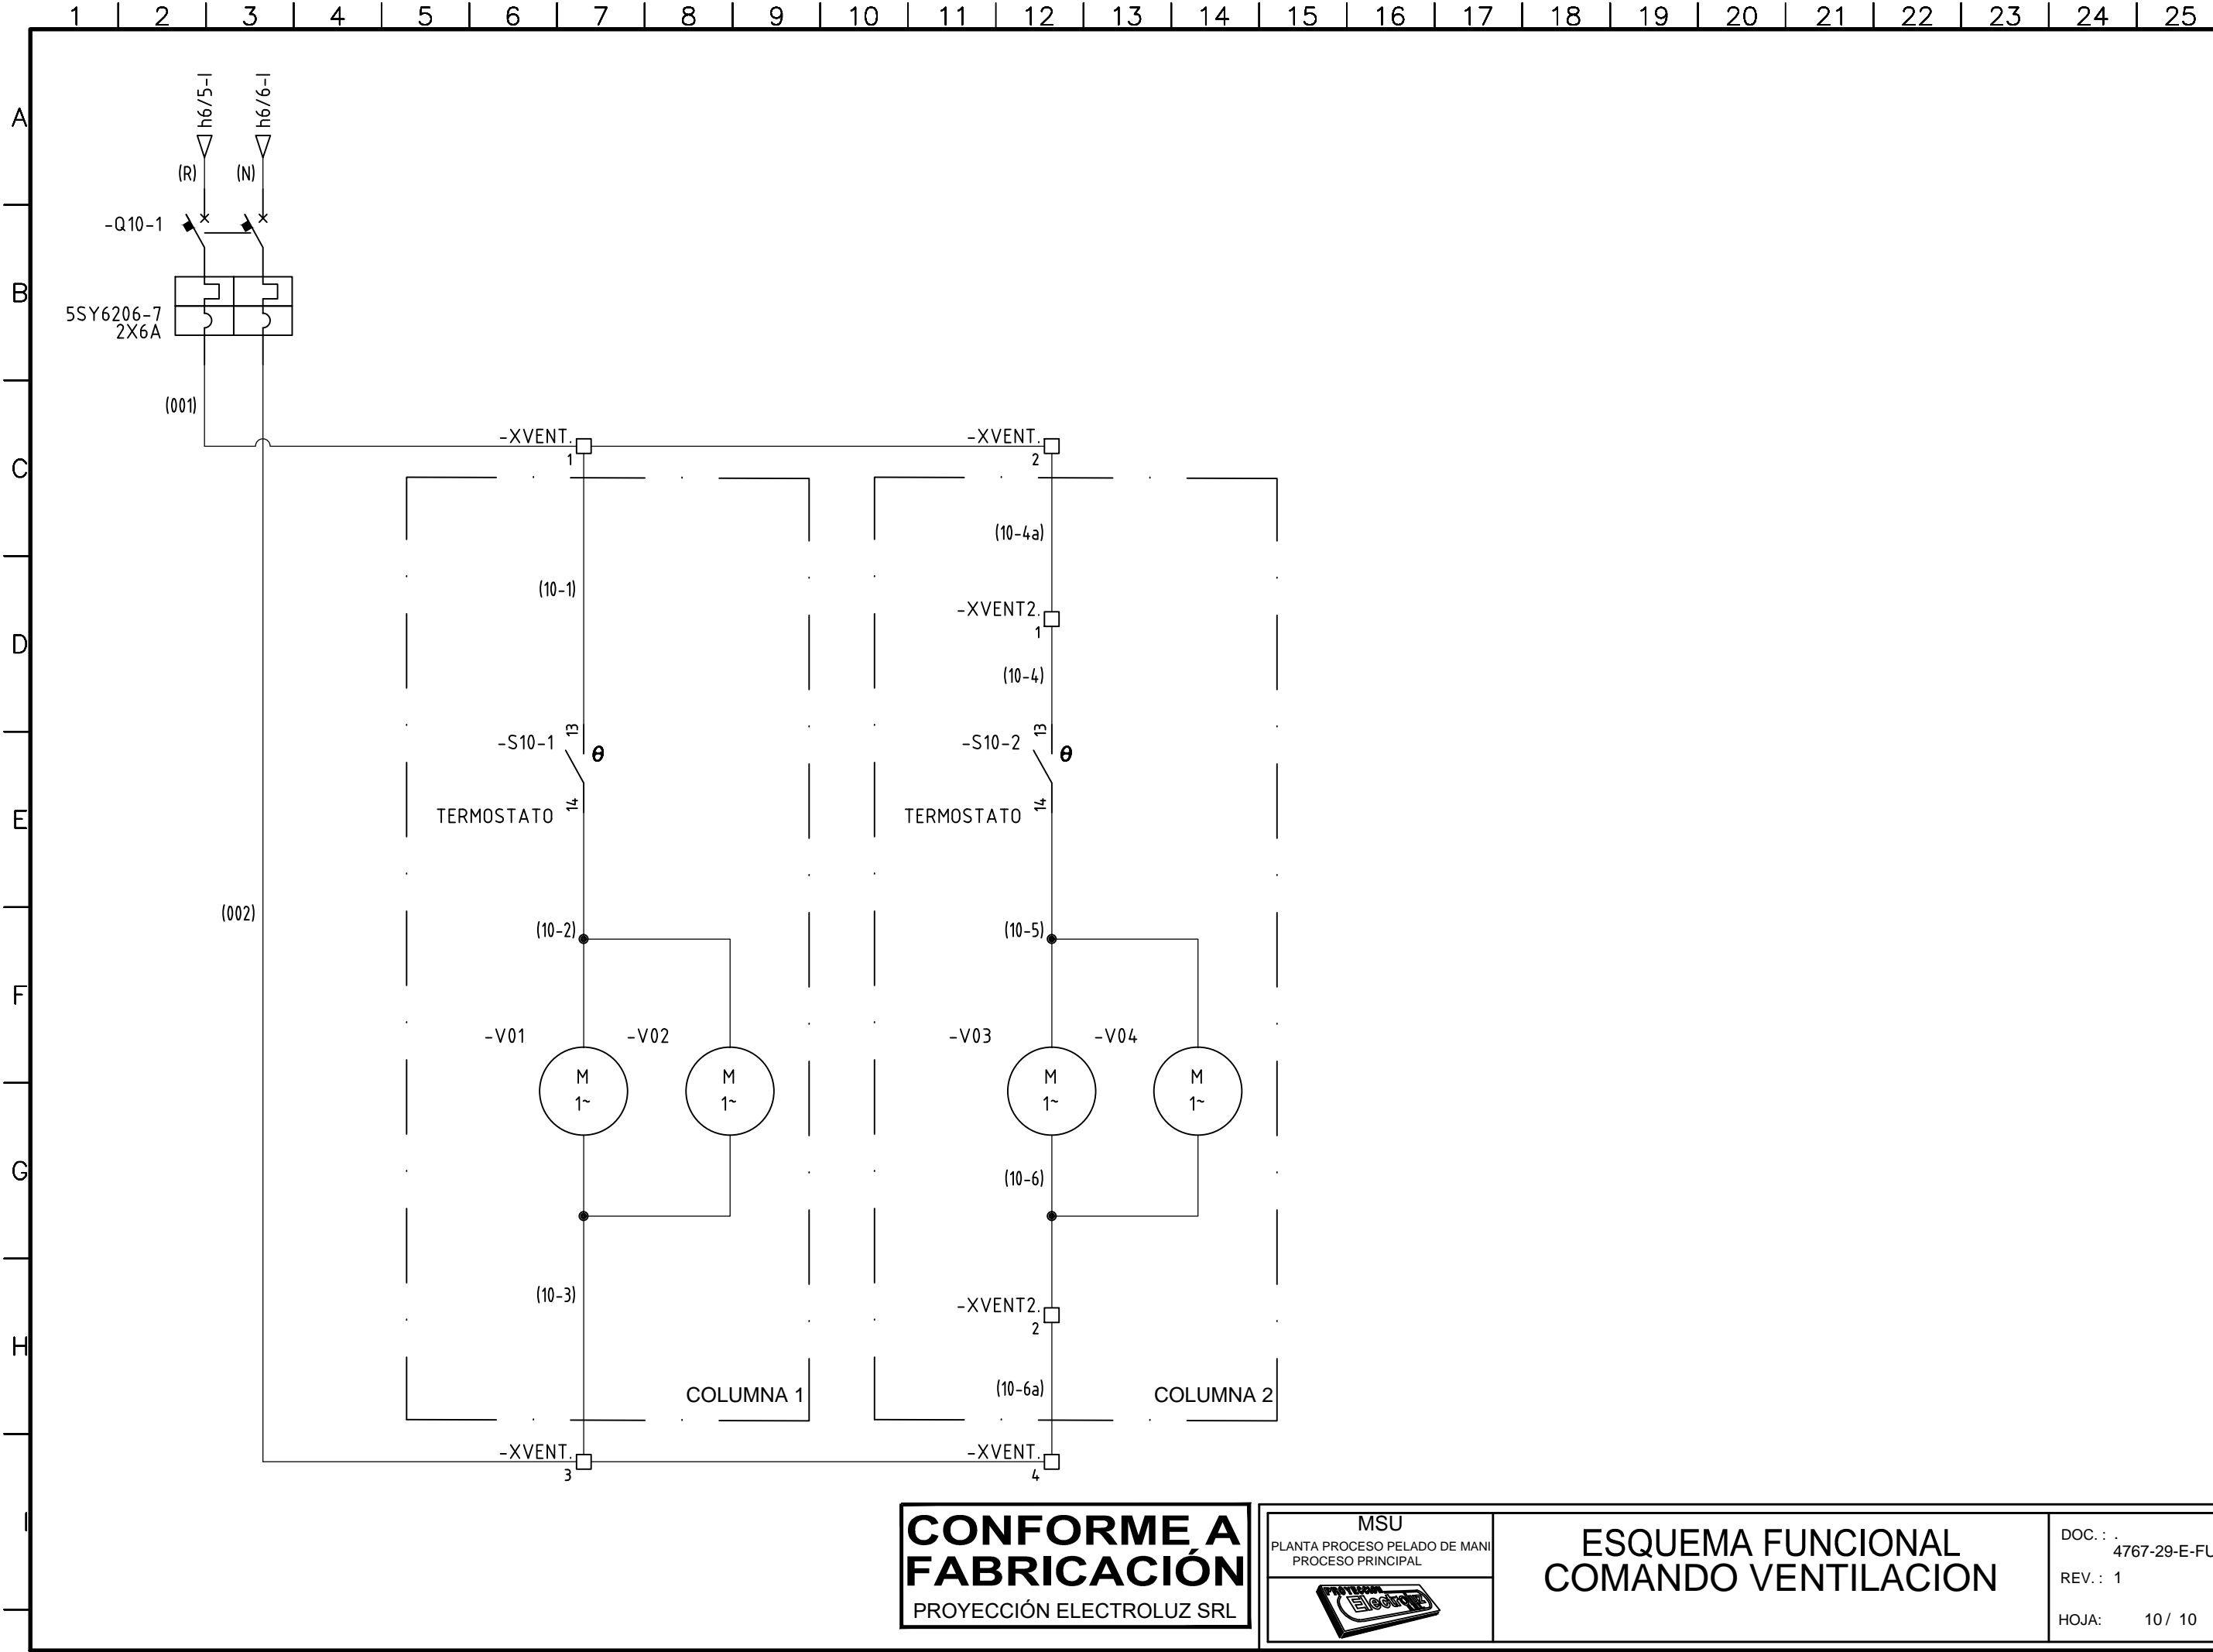 1 2 3 4 5 6 7 8 9 10 11 12 13 14 15 16 17 18 19 20 21 22 23 24 25
A
h6/5-I
h6/6-I
(R)
(N)
-Q10-1
B
5SY6206-7
2X6A
(001)
-XVENT.
1
-XVENT.
2
C
(10-4a)
(10-1)
-XVENT2.
1
D
(10-4)
-S10-1
13
θ
14
TERMOSTATO
-S10-2
13
θ
14
TERMOSTATO
E
(002)
(10-2)
(10-5)
F
-V01
-V02
-V03
-V04
M
1~
M
1~
M
1~
M
1~
G
(10-6)
(10-3)
-XVENT2.
2
H
(10-6a)
COLUMNA 1
COLUMNA 2
-XVENT.
3
-XVENT.
4
I
CONFORME A
FABRICACIÓN
PROYECCIÓN ELECTROLUZ SRL
MSU
PLANTA PROCESO PELADO DE MANI
PROCESO PRINCIPAL
PROYECCION
Electroluz
ESQUEMA FUNCIONAL
COMANDO VENTILACION
DOC. : .
4767-29-E-FU
REV. : 1
HOJA: 10 / 10